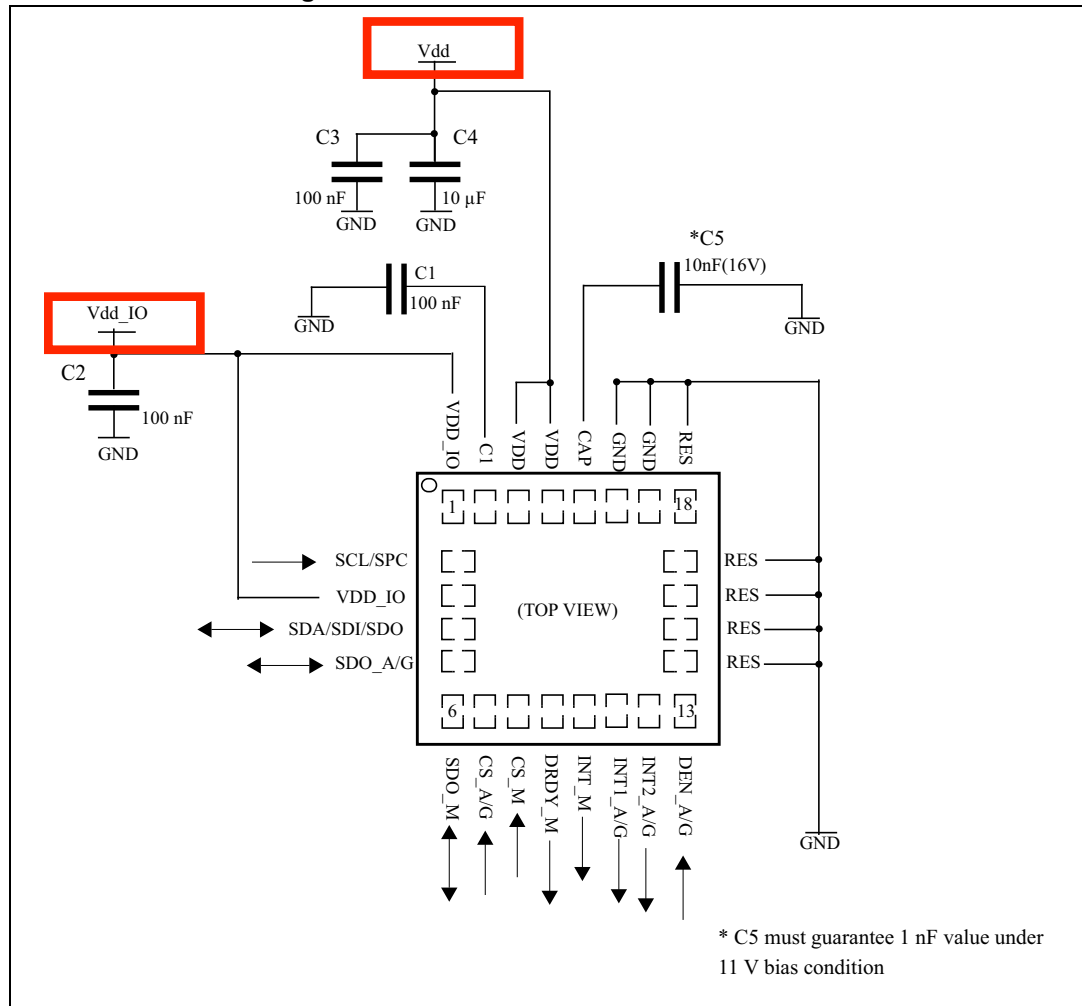 Vdd
C3
C4
100 nF
10 µF
GND
GND
*C5
10nF(16V)
C1
100 nF
GND
GND
Vdd_IO
C2
100 nF
GND
VDD_IO
C1
VDD
VDD
CAP
GND
GND
RES
1
18
SCL/SPC
RES
VDD_IO
RES
(TOP VIEW)
SDA/SDI/SDO
RES
SDO_A/G
RES
6
13
SDO_M
CS_A/G
CS_M
DRDY_M
INT_M
INT1_A/G
INT2_A/G
DEN_A/G
GND
* C5 must guarantee 1 nF value under
11 V bias condition